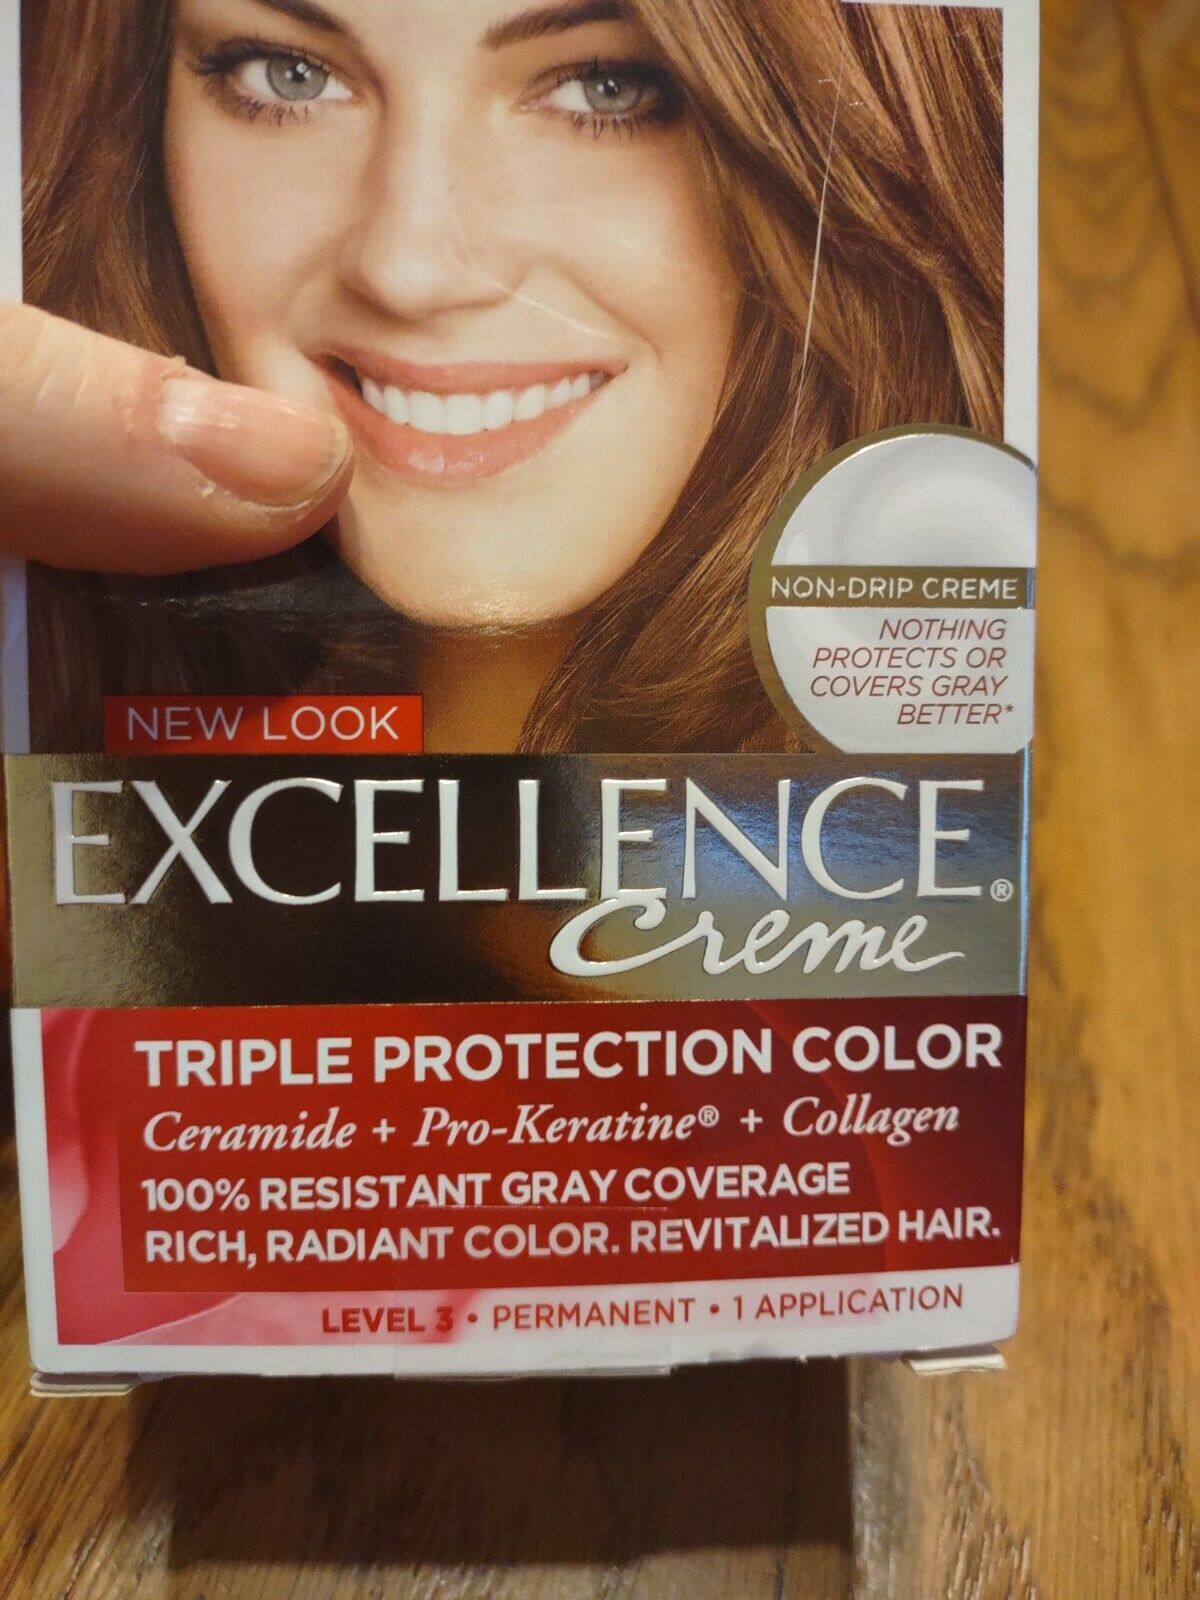 NON-DRIP CREME
NOTHING
PROTECTS OR
COVERS GRAY
BETTER*
NEW LOOK
EXCELLENCE®
Creme
TRIPLE PROTECTION COLOR
Ceramide + Pro-Keratine® + Collagen
100% RESISTANT GRAY COVERAGE
RICH, RADIANT COLOR. REVITALIZED HAIR.
LEVEL 3 • PERMANENT • 1 APPLICATION